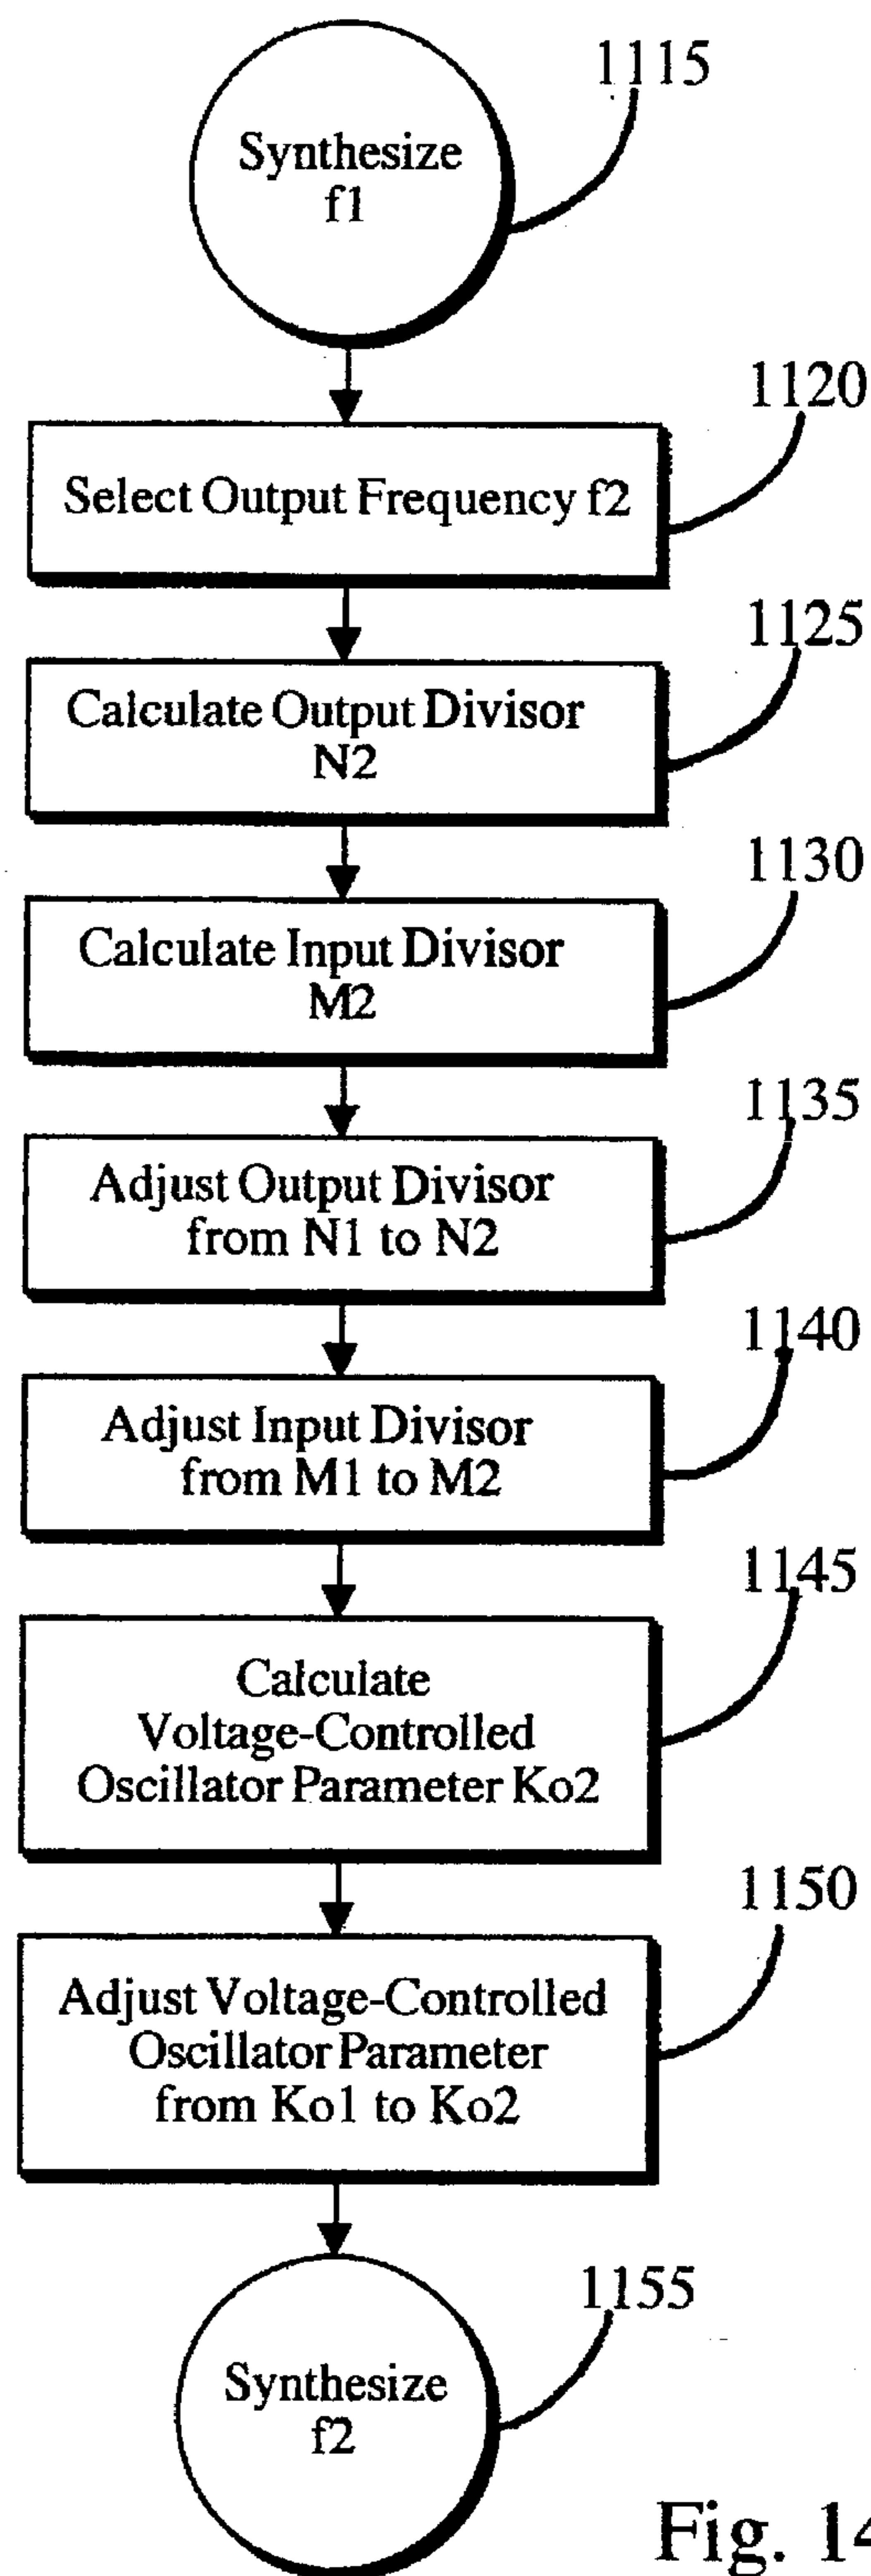 1115
Synthesize
f1
1120
Select Output Frequency f2
1125
Calculate Output Divisor
N2
1130
Calculate Input Divisor
M2
1135
Adjust Output Divisor
from N1 to N2
1140
Adjust Input Divisor
from M1 to M2
1145
Calculate
Voltage-Controlled
Oscillator Parameter Ko2
1150
Adjust Voltage-Controlled
Oscillator Parameter
from Ko1 to Ko2
1155
Synthesize
f2
Fig. 14